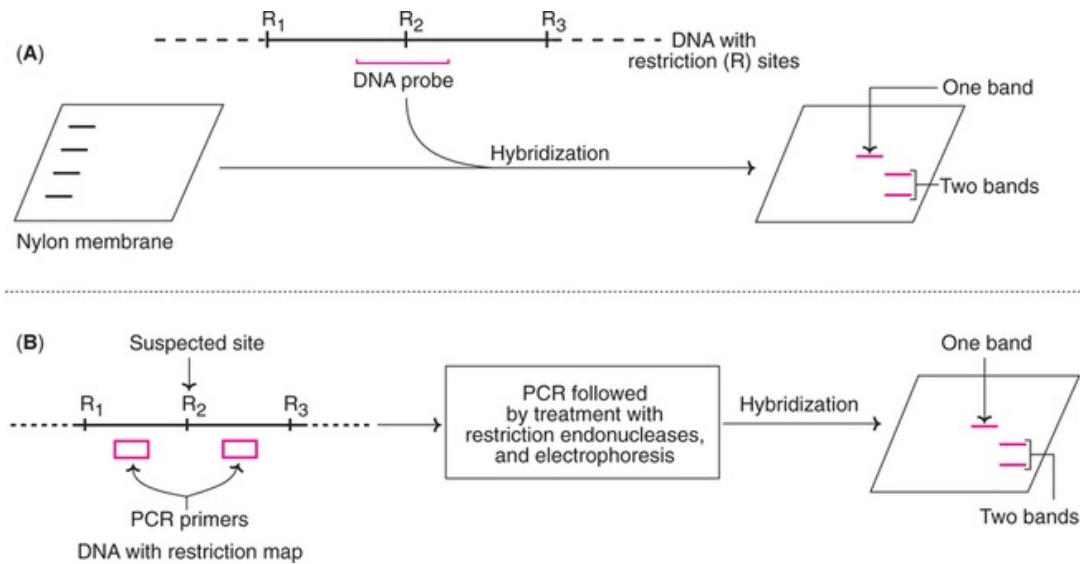 (A)
R1 R2 R3
DNA with
restriction (R) sites
DNA probe
One band
Hybridization
Two bands
Nylon membrane
(B)
Suspected site
One band
R1 R2 R3
PCR followed
by treatment with
restriction endonucleases,
and electrophoresis
Hybridization
PCR primers
Two bands
DNA with restriction map